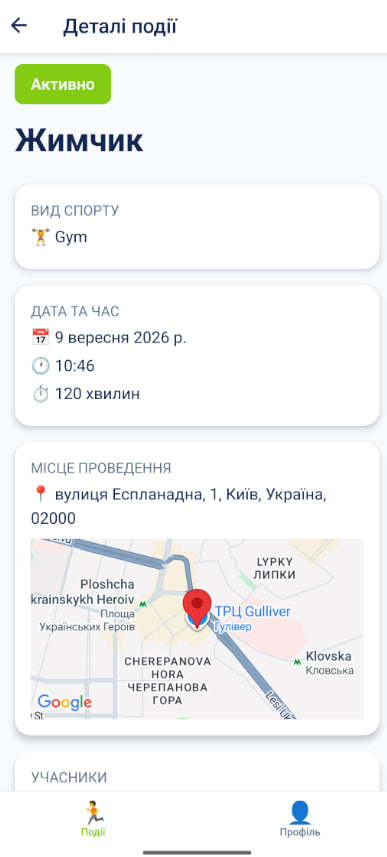 Деталі події
Активно
Жимчик
ВИД СПОРТУ
Gym
ДАТА ТА ЧАС
9 вересня 2026 р.
10:46
120 хвилин
МІСЦЕ ПРОВЕДЕННЯ
вулиця Еспланадна, 1, Київ, Україна,
02000
LYPKY
ЛИПКИ
Ploshcha
krainskykh Heroiv
Площа
Українських Героїв
ТРЦ Gulliver
Гулівер
CHEREPANOVA
HORA
ЧЕРЕПАНОВА
ГОРА
Klovska
Кловська
Lesi Uk
Google
St
УЧАСНИКИ
Події
Профіль